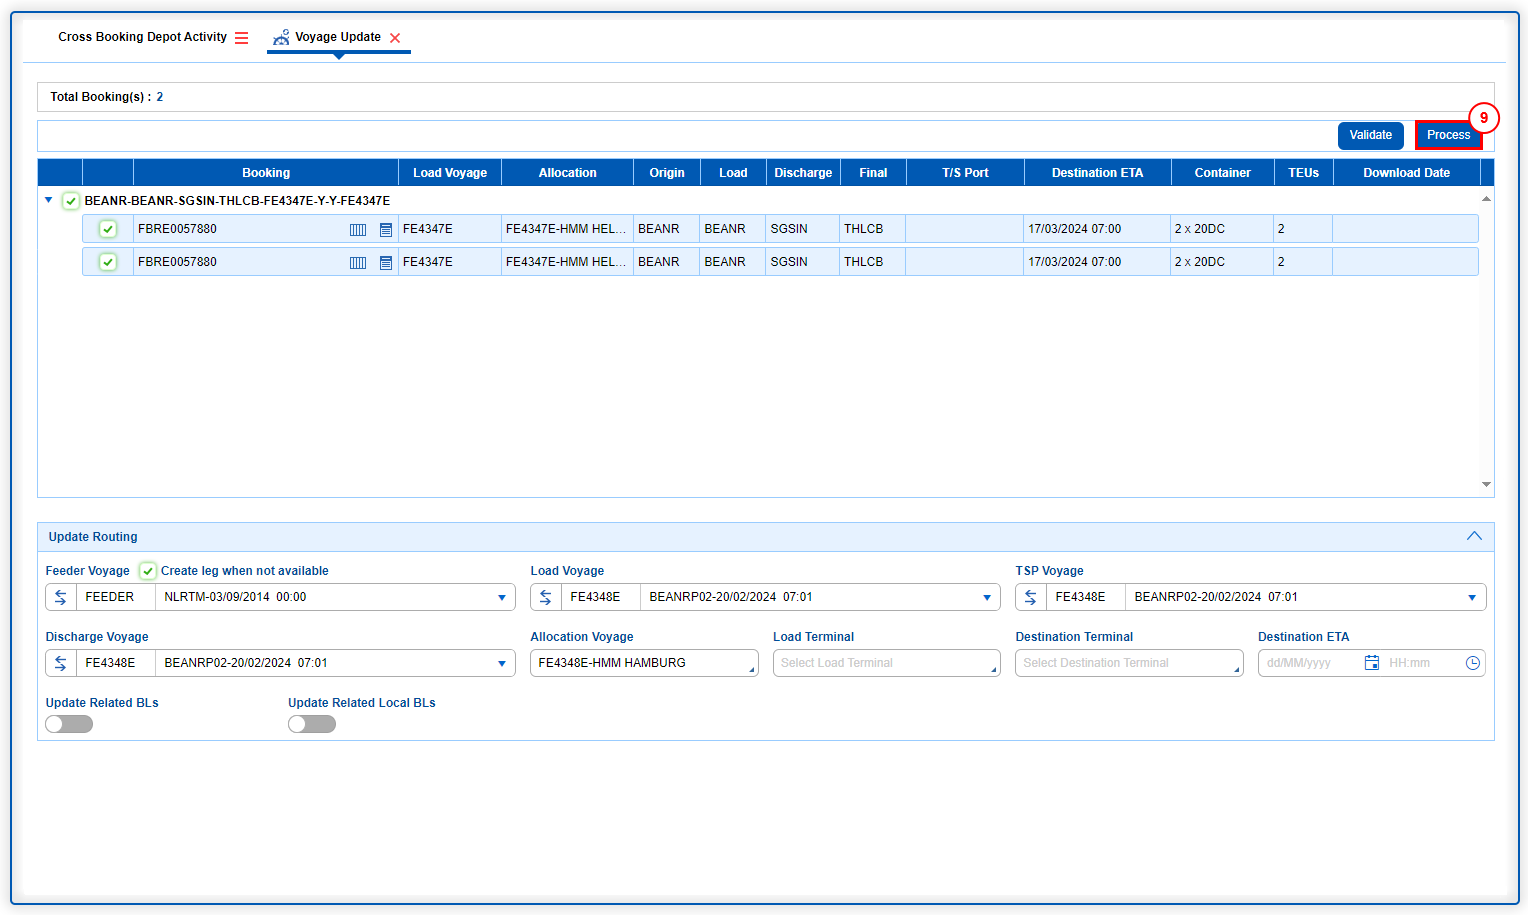 Cross Booking Depot Activity Voyage Update
Total Booking(s) : 2
9
Validate Process
Booking Load Voyage Allocation Origin Load Discharge Final T/S Port Destination ETA Container TEUs Download Date
BEANR-BEANR-SGSIN-THLCB-FE4347E-Y-Y-FE4347E
FBRE0057880 FE4347E FE4347E-HMM HEL... BEANR BEANR SGSIN THLCB 17/03/2024 07:00 2 x 20DC 2
FBRE0057880 FE4347E FE4347E-HMM HEL... BEANR BEANR SGSIN THLCB 17/03/2024 07:00 2 x 20DC 2
Update Routing
Feeder Voyage Create leg when not available Load Voyage TSP Voyage
FEEDER NLRTM-03/09/2014 00:00 FE4348E BEANRP02-20/02/2024 07:01 FE4348E BEANRP02-20/02/2024 07:01
Discharge Voyage Allocation Voyage Load Terminal Destination Terminal Destination ETA
FE4348E BEANRP02-20/02/2024 07:01 FE4348E-HMM HAMBURG Select Load Terminal Select Destination Terminal dd/MM/yyyy HH:mm
Update Related BLs Update Related Local BLs